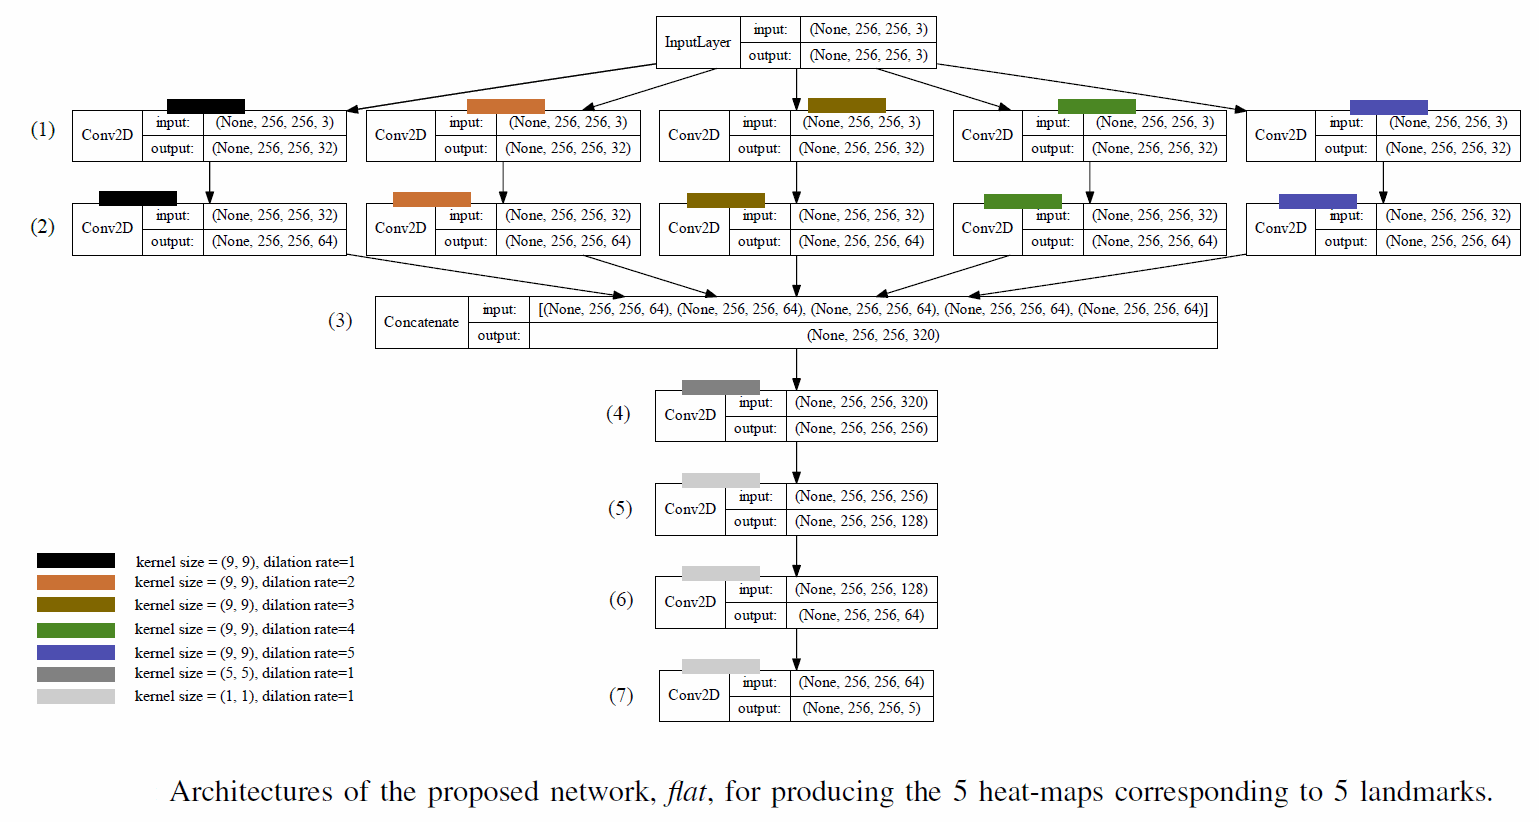 InputLayer input: (None, 256, 256, 3)
output: (None, 256, 256, 3)
(1) Conv2D input: (None, 256, 256, 3) Conv2D input: (None, 256, 256, 3) Conv2D input: (None, 256, 256, 3) Conv2D input: (None, 256, 256, 3) Conv2D input: (None, 256, 256, 3)
output: (None, 256, 256, 32) output: (None, 256, 256, 32) output: (None, 256, 256, 32) output: (None, 256, 256, 32) output: (None, 256, 256, 32)
(2) Conv2D input: (None, 256, 256, 32) Conv2D input: (None, 256, 256, 32) Conv2D input: (None, 256, 256, 32) Conv2D input: (None, 256, 256, 32) Conv2D input: (None, 256, 256, 32)
output: (None, 256, 256, 64) output: (None, 256, 256, 64) output: (None, 256, 256, 64) output: (None, 256, 256, 64) output: (None, 256, 256, 64)
(3) Concatenate input: [(None, 256, 256, 64), (None, 256, 256, 64), (None, 256, 256, 64), (None, 256, 256, 64), (None, 256, 256, 64)]
output: (None, 256, 256, 320)
(4) Conv2D input: (None, 256, 256, 320)
output: (None, 256, 256, 256)
(5) Conv2D input: (None, 256, 256, 256)
output: (None, 256, 256, 128)
(6) Conv2D input: (None, 256, 256, 128)
output: (None, 256, 256, 64)
(7) Conv2D input: (None, 256, 256, 64)
output: (None, 256, 256, 5)
kernel size = (9, 9), dilation rate=1
kernel size = (9, 9), dilation rate=2
kernel size = (9, 9), dilation rate=3
kernel size = (9, 9), dilation rate=4
kernel size = (9, 9), dilation rate=5
kernel size = (5, 5), dilation rate=1
kernel size = (1, 1), dilation rate=1
Architectures of the proposed network, flat, for producing the 5 heat-maps corresponding to 5 landmarks.